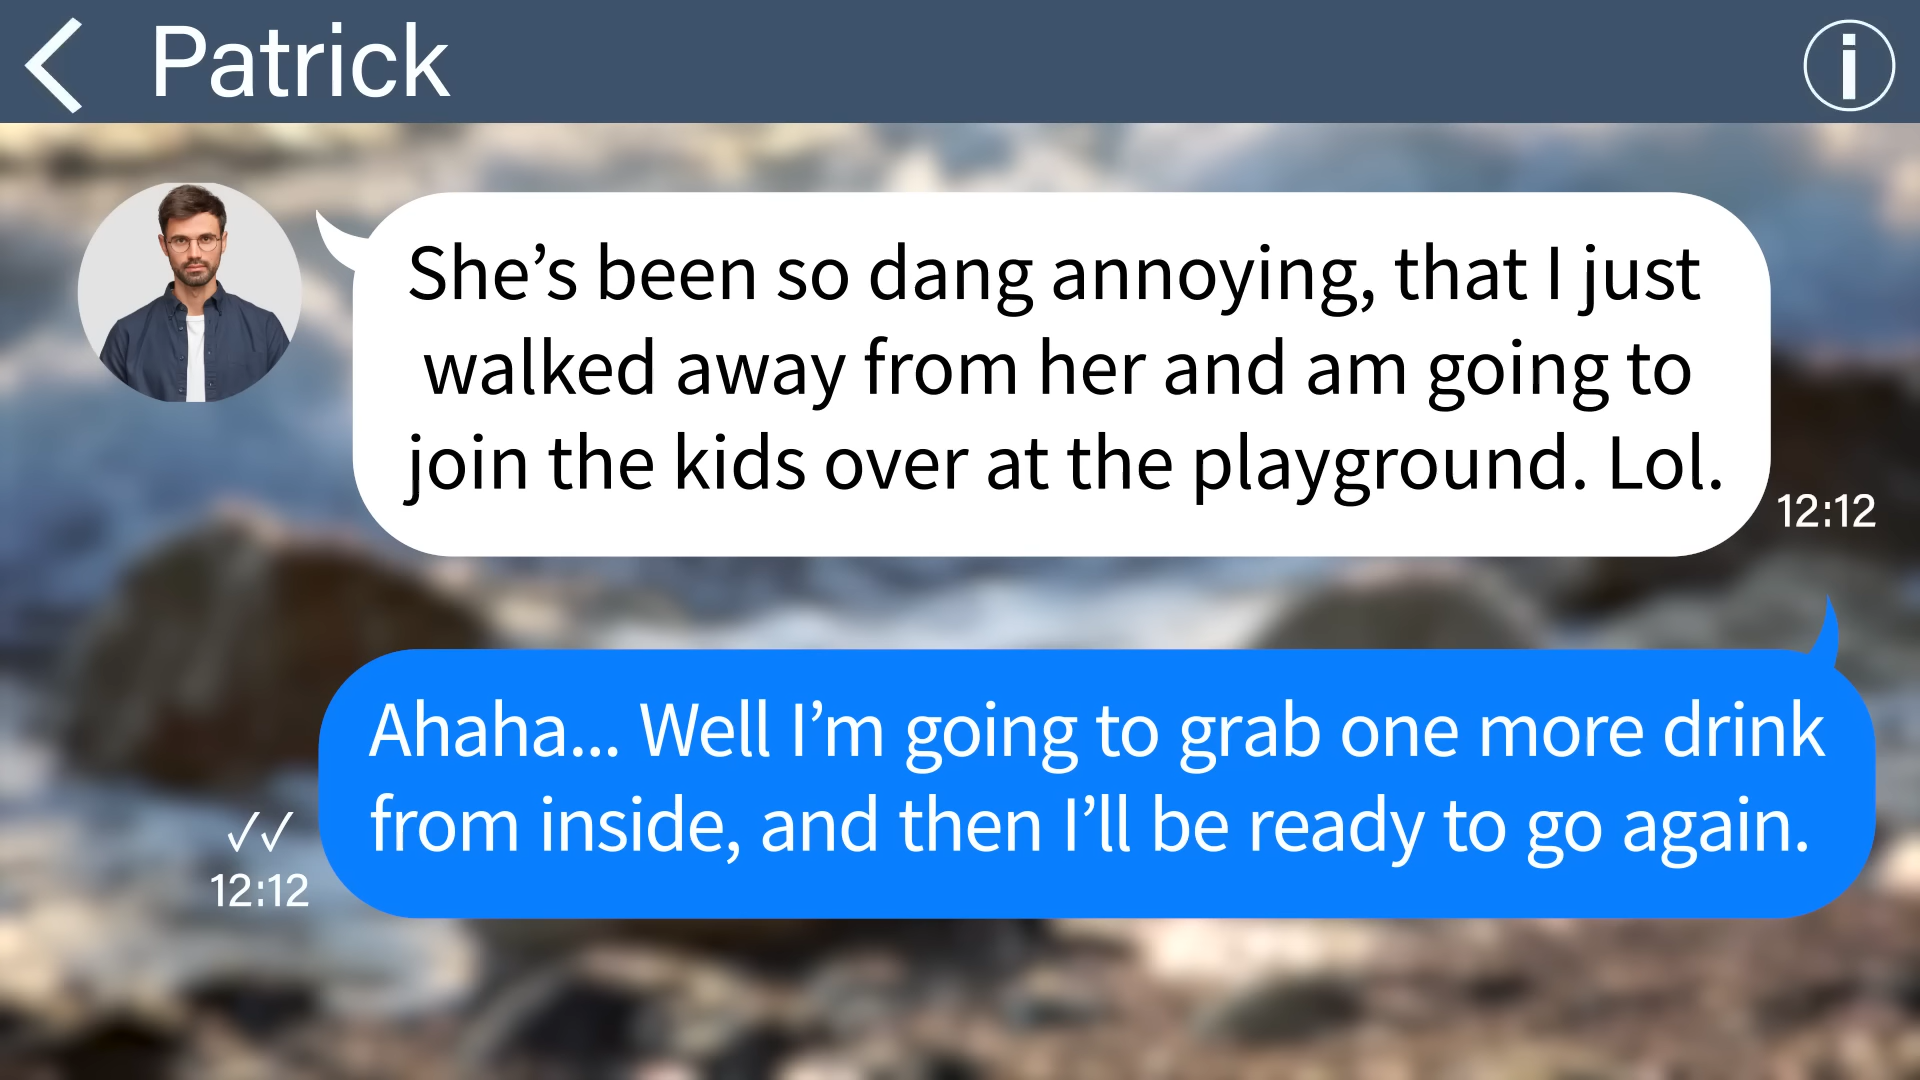 Patrick
She’s been so dang annoying, that I just
walked away from her and am going to
join the kids over at the playground. Lol.
12:12
Ahaha... Well I’m going to grab one more drink
from inside, and then I’ll be ready to go again.
✓✓
12:12